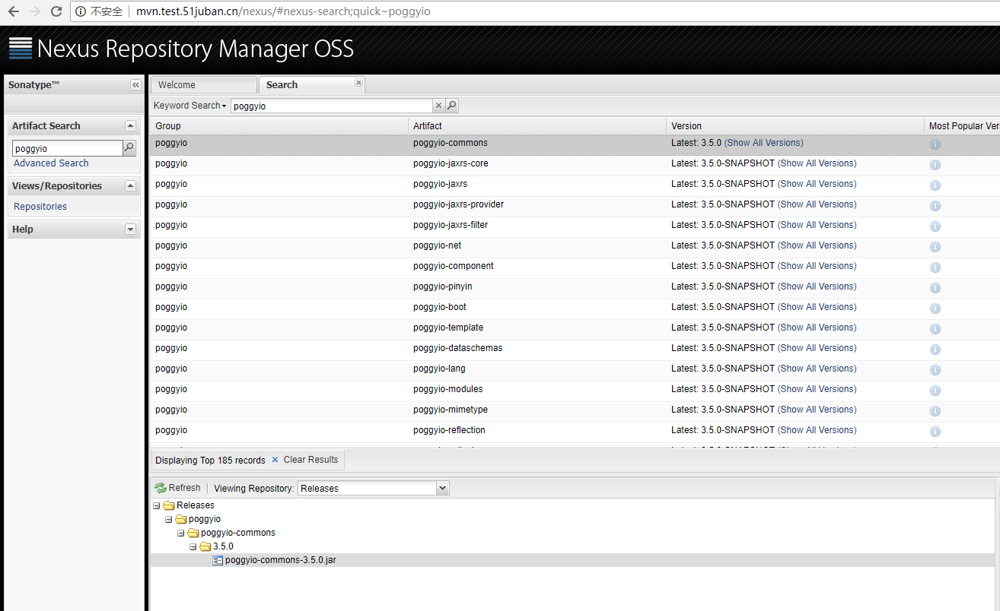 不安全 mvn.test.51juban.cn/nexus/#nexus-search;quick~poggyio
Nexus Repository Manager OSS
Sonatype™
Welcome Search
Keyword Search poggyio
Artifact Search
poggyio
Advanced Search
Views/Repositories
Repositories
Help
Group Artifact Version Most Popular Ver
poggyio poggyio-commons Latest: 3.5.0 (Show All Versions)
poggyio poggyio-jaxrs-core Latest: 3.5.0-SNAPSHOT (Show All Versions)
poggyio poggyio-jaxrs Latest: 3.5.0-SNAPSHOT (Show All Versions)
poggyio poggyio-jaxrs-provider Latest: 3.5.0-SNAPSHOT (Show All Versions)
poggyio poggyio-jaxrs-filter Latest: 3.5.0-SNAPSHOT (Show All Versions)
poggyio poggyio-net Latest: 3.5.0-SNAPSHOT (Show All Versions)
poggyio poggyio-component Latest: 3.5.0-SNAPSHOT (Show All Versions)
poggyio poggyio-pinyin Latest: 3.5.0-SNAPSHOT (Show All Versions)
poggyio poggyio-boot Latest: 3.5.0-SNAPSHOT (Show All Versions)
poggyio poggyio-template Latest: 3.5.0-SNAPSHOT (Show All Versions)
poggyio poggyio-dataschemas Latest: 3.5.0-SNAPSHOT (Show All Versions)
poggyio poggyio-lang Latest: 3.5.0-SNAPSHOT (Show All Versions)
poggyio poggyio-modules Latest: 3.5.0-SNAPSHOT (Show All Versions)
poggyio poggyio-mimetype Latest: 3.5.0-SNAPSHOT (Show All Versions)
poggyio poggyio-reflection Latest: 3.5.0-SNAPSHOT (Show All Versions)
Displaying Top 185 records Clear Results
Refresh Viewing Repository: Releases
Releases
poggyio
poggyio-commons
3.5.0
poggyio-commons-3.5.0.jar